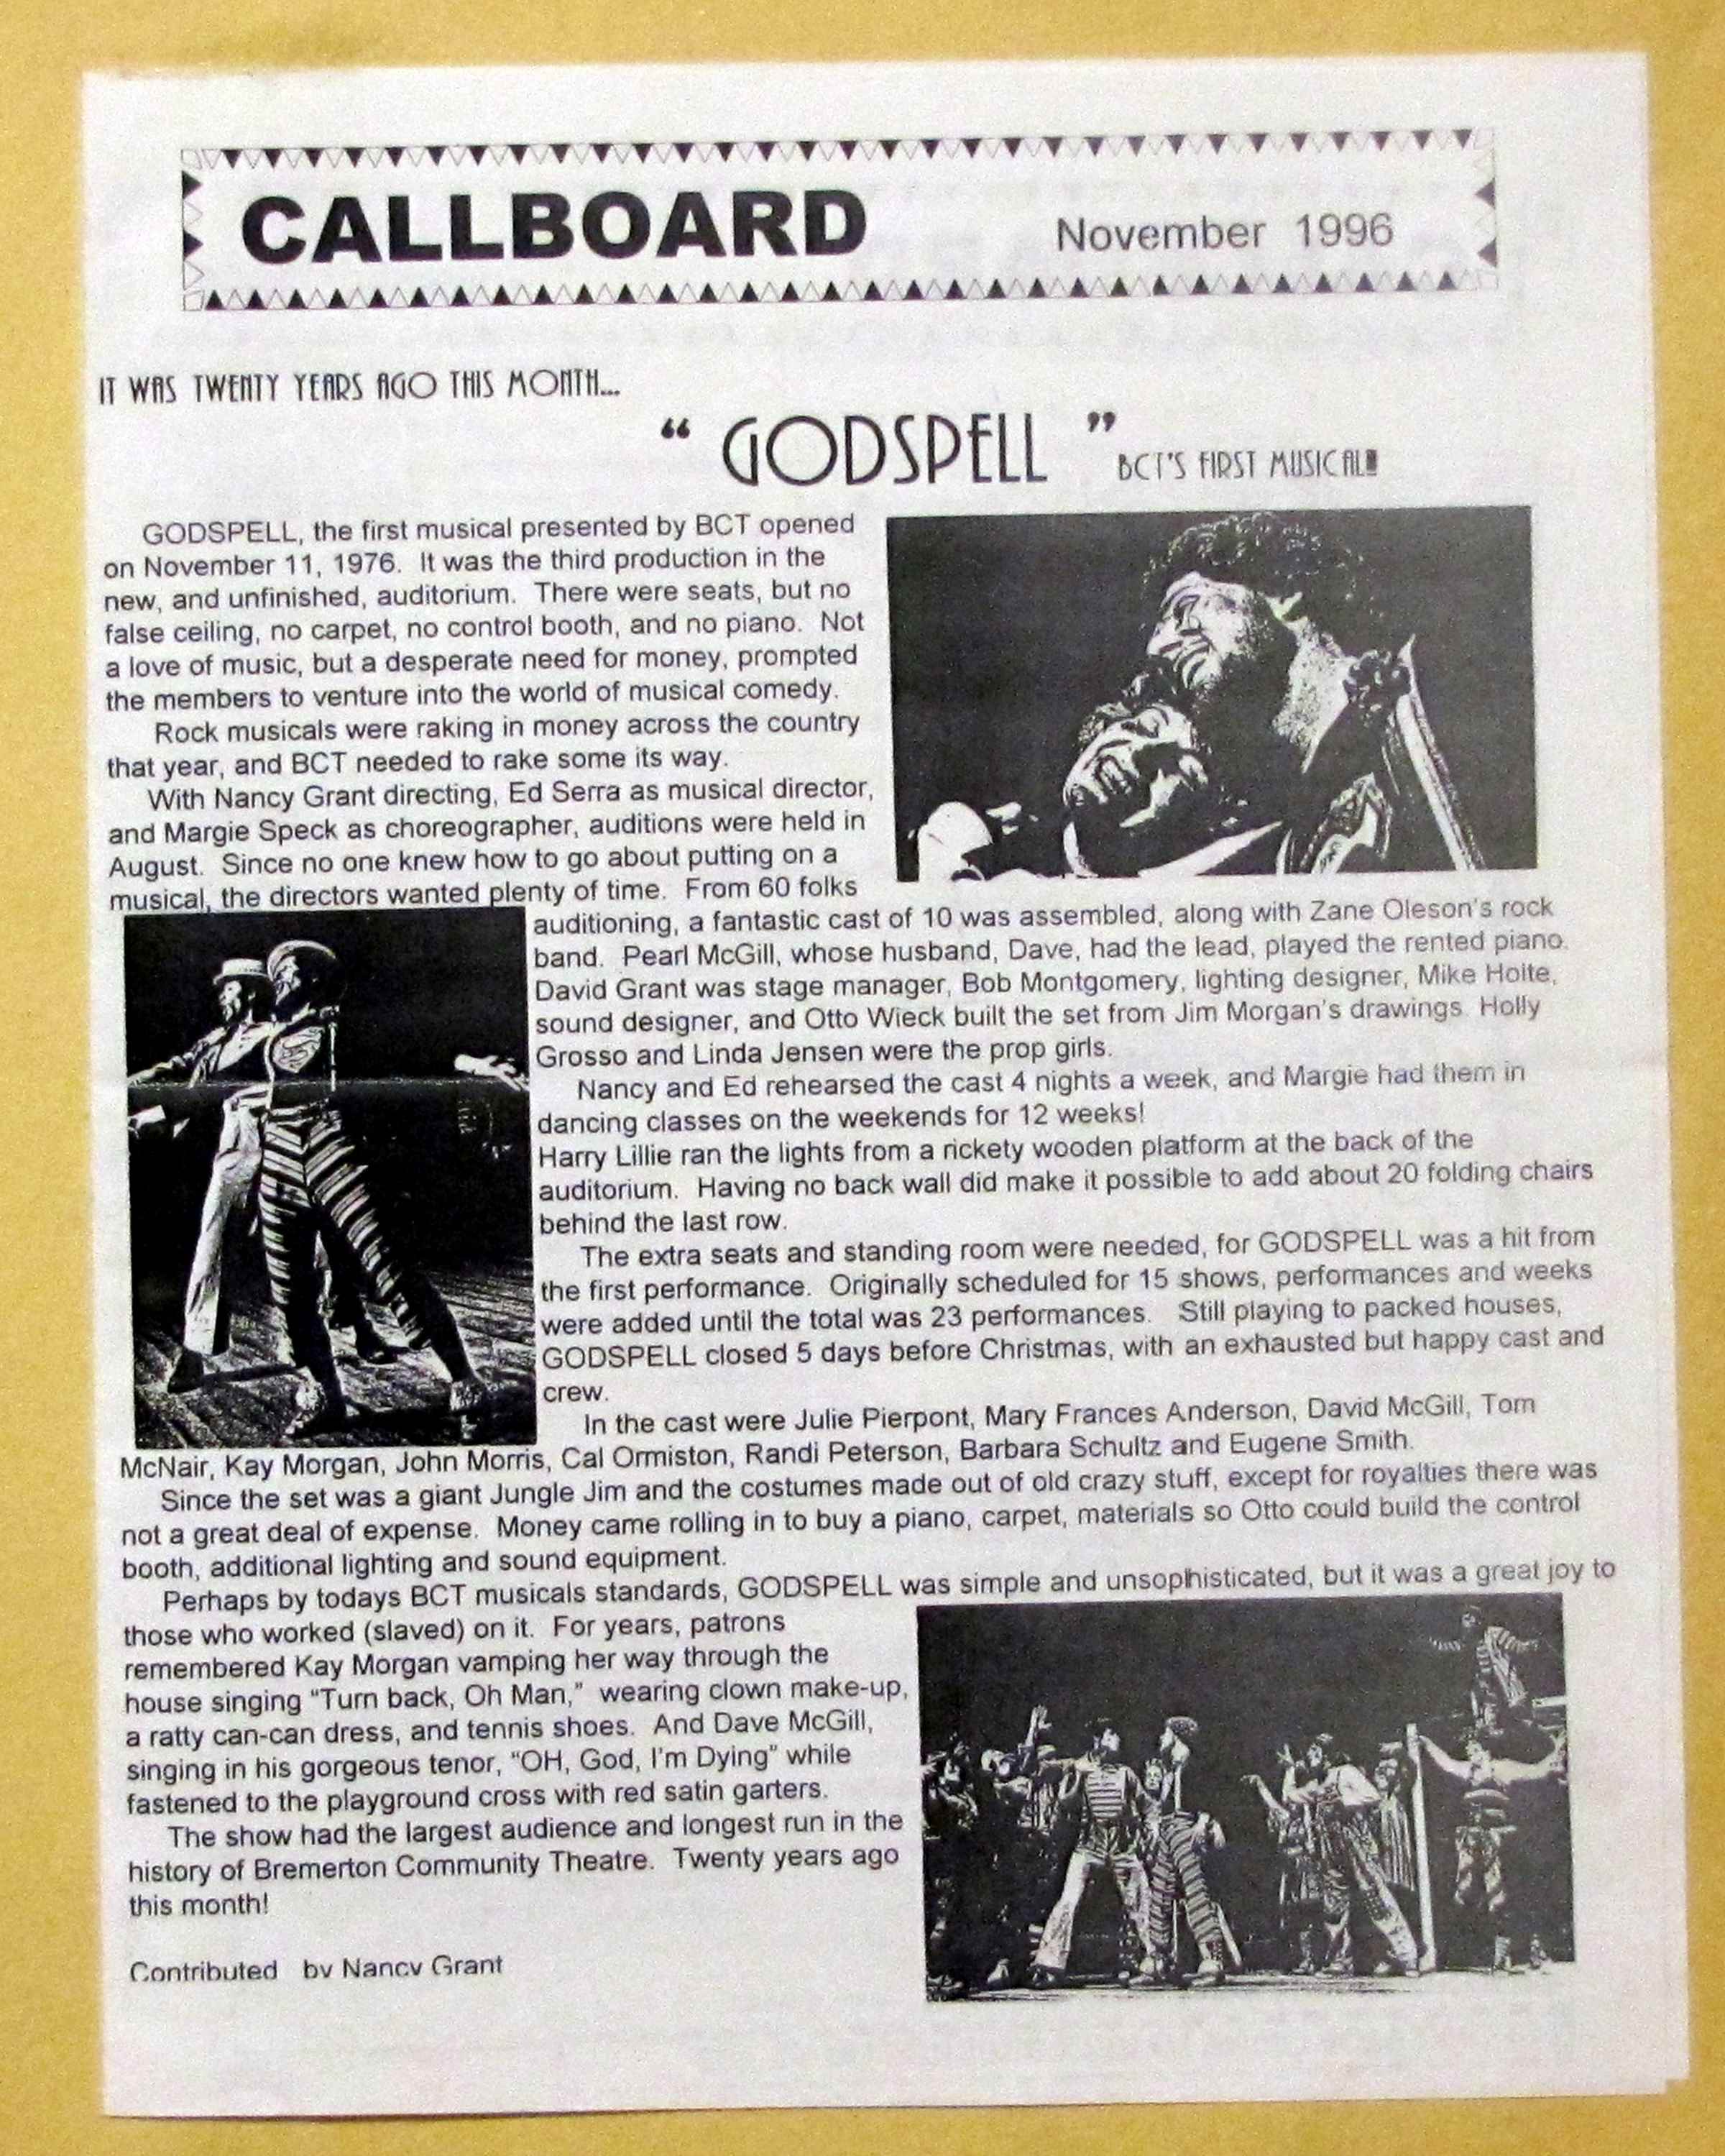 CALLBOARD
November 1996
IT WAS TWENTY YEARS AGO THIS MONTH...
" GODSPELL "
BCT'S FIRST MUSICAL!!
GODSPELL, the first musical presented by BCT opened
on November 11, 1976. It was the third production in the
new, and unfinished, auditorium. There were seats, but no
false ceiling, no carpet, no control booth, and no piano. Not
a love of music, but a desperate need for money, prompted
the members to venture into the world of musical comedy.
Rock musicals were raking in money across the country
that year, and BCT needed to rake some its way.
With Nancy Grant directing, Ed Serra as musical director,
and Margie Speck as choreographer, auditions were held in
August. Since no one knew how to go about putting on a
musical, the directors wanted plenty of time. From 60 folks
auditioning, a fantastic cast of 10 was assembled, along with Zane Oleson's rock
band. Pearl McGill, whose husband, Dave, had the lead, played the rented piano.
David Grant was stage manager, Bob Montgomery, lighting designer, Mike Holte,
sound designer, and Otto Wieck built the set from Jim Morgan's drawings. Holly
Grosso and Linda Jensen were the prop girls.
Nancy and Ed rehearsed the cast 4 nights a week, and Margie had them in
dancing classes on the weekends for 12 weeks!
Harry Lillie ran the lights from a rickety wooden platform at the back of the
auditorium. Having no back wall did make it possible to add about 20 folding chairs
behind the last row.
The extra seats and standing room were needed, for GODSPELL was a hit from
the first performance. Originally scheduled for 15 shows, performances and weeks
were added until the total was 23 performances. Still playing to packed houses,
GODSPELL closed 5 days before Christmas, with an exhausted but happy cast and
crew.
In the cast were Julie Pierpont, Mary Frances Anderson, David McGill, Tom
McNair, Kay Morgan, John Morris, Cal Ormiston, Randi Peterson, Barbara Schultz and Eugene Smith.
Since the set was a giant Jungle Jim and the costumes made out of old crazy stuff, except for royalties there was
not a great deal of expense. Money came rolling in to buy a piano, carpet, materials so Otto could build the control
booth, additional lighting and sound equipment.
Perhaps by todays BCT musicals standards, GODSPELL was simple and unsophisticated, but it was a great joy to
those who worked (slaved) on it. For years, patrons
remembered Kay Morgan vamping her way through the
house singing "Turn back, Oh Man," wearing clown make-up,
a ratty can-can dress, and tennis shoes. And Dave McGill,
singing in his gorgeous tenor, "OH, God, I'm Dying" while
fastened to the playground cross with red satin garters.
The show had the largest audience and longest run in the
history of Bremerton Community Theatre. Twenty years ago
this month!
Contributed by Nancy Grant